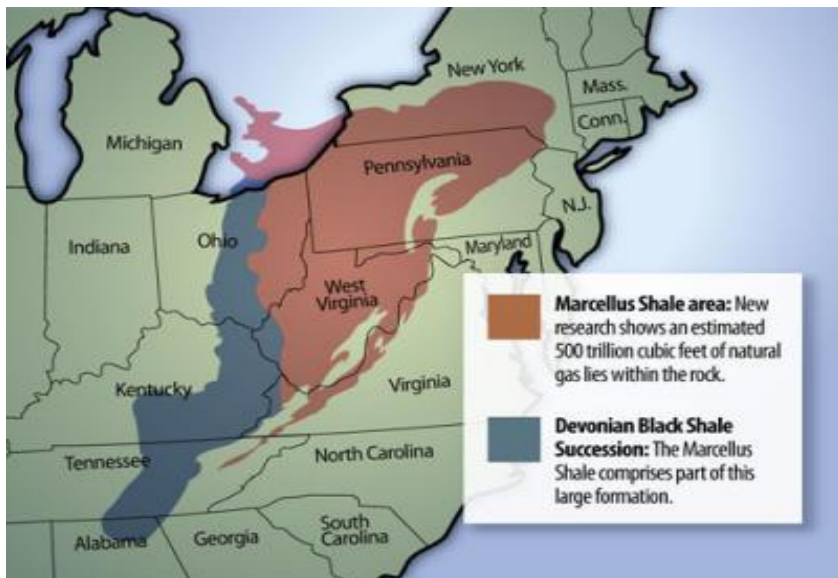 New York
Mass.
Michigan
Conn.
Pennsylvania
N.J.
Ohio
Indiana
Maryland
West
Virginia
Marcellus Shale area: New
research shows an estimated
500 trillion cubic feet of natural
gas lies within the rock.
Kentucky
Virginia
Devonian Black Shale
Succession: The Marcellus
Shale comprises part of this
large formation.
Tennessee
North Carolina
South
Carolina
Alabama
Georgia